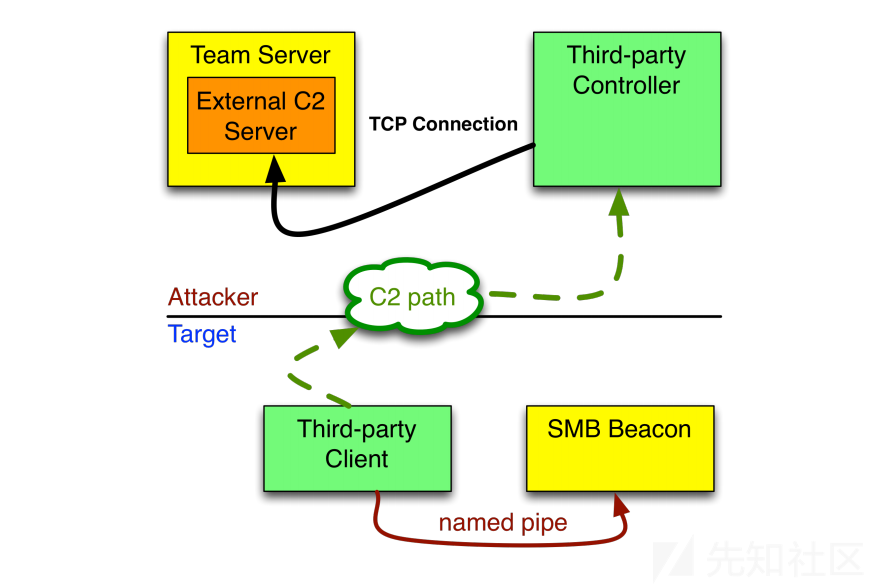 Team Server
External C2
Server
TCP Connection
Third-party
Controller
C2 path
Attacker
Target
Third-party
Client
SMB Beacon
named pipe
先知社区